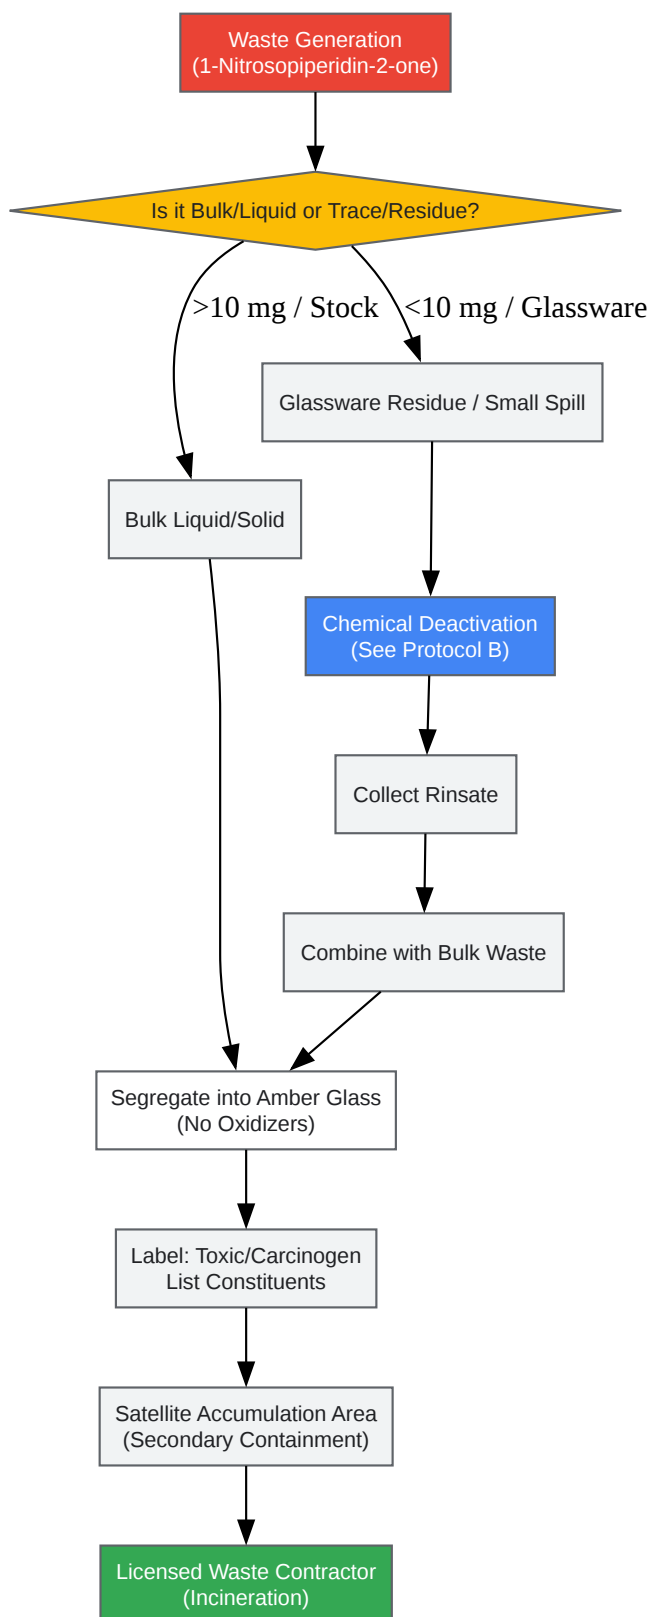 Waste Generation
(1-Nitrosopiperidin-2-one)
Is it Bulk/Liquid or Trace/Residue?
>10 mg / Stock
<10 mg / Glassware
Glassware Residue / Small Spill
Bulk Liquid/Solid
Chemical Deactivation
(See Protocol B)
Collect Rinsate
Combine with Bulk Waste
Segregate into Amber Glass
(No Oxidizers)
Label: Toxic/Carcinogen
List Constituents
Satellite Accumulation Area
(Secondary Containment)
Licensed Waste Contractor
(Incineration)